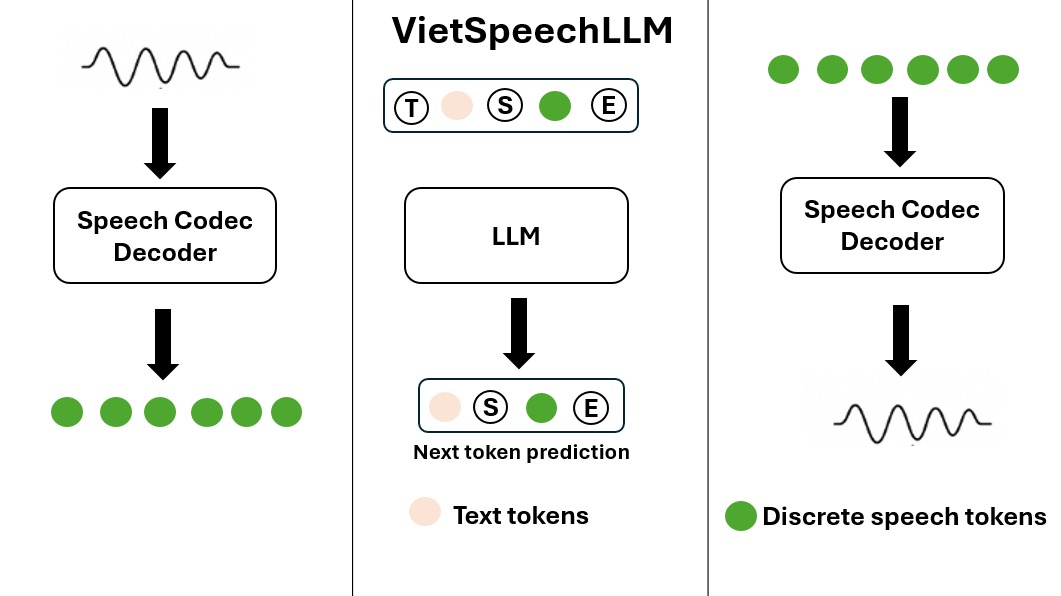 Speech Codec
Decoder
VietSpeechLLM
T S E
LLM
S E
Next token prediction
Text tokens
Speech Codec
Decoder
Discrete speech tokens